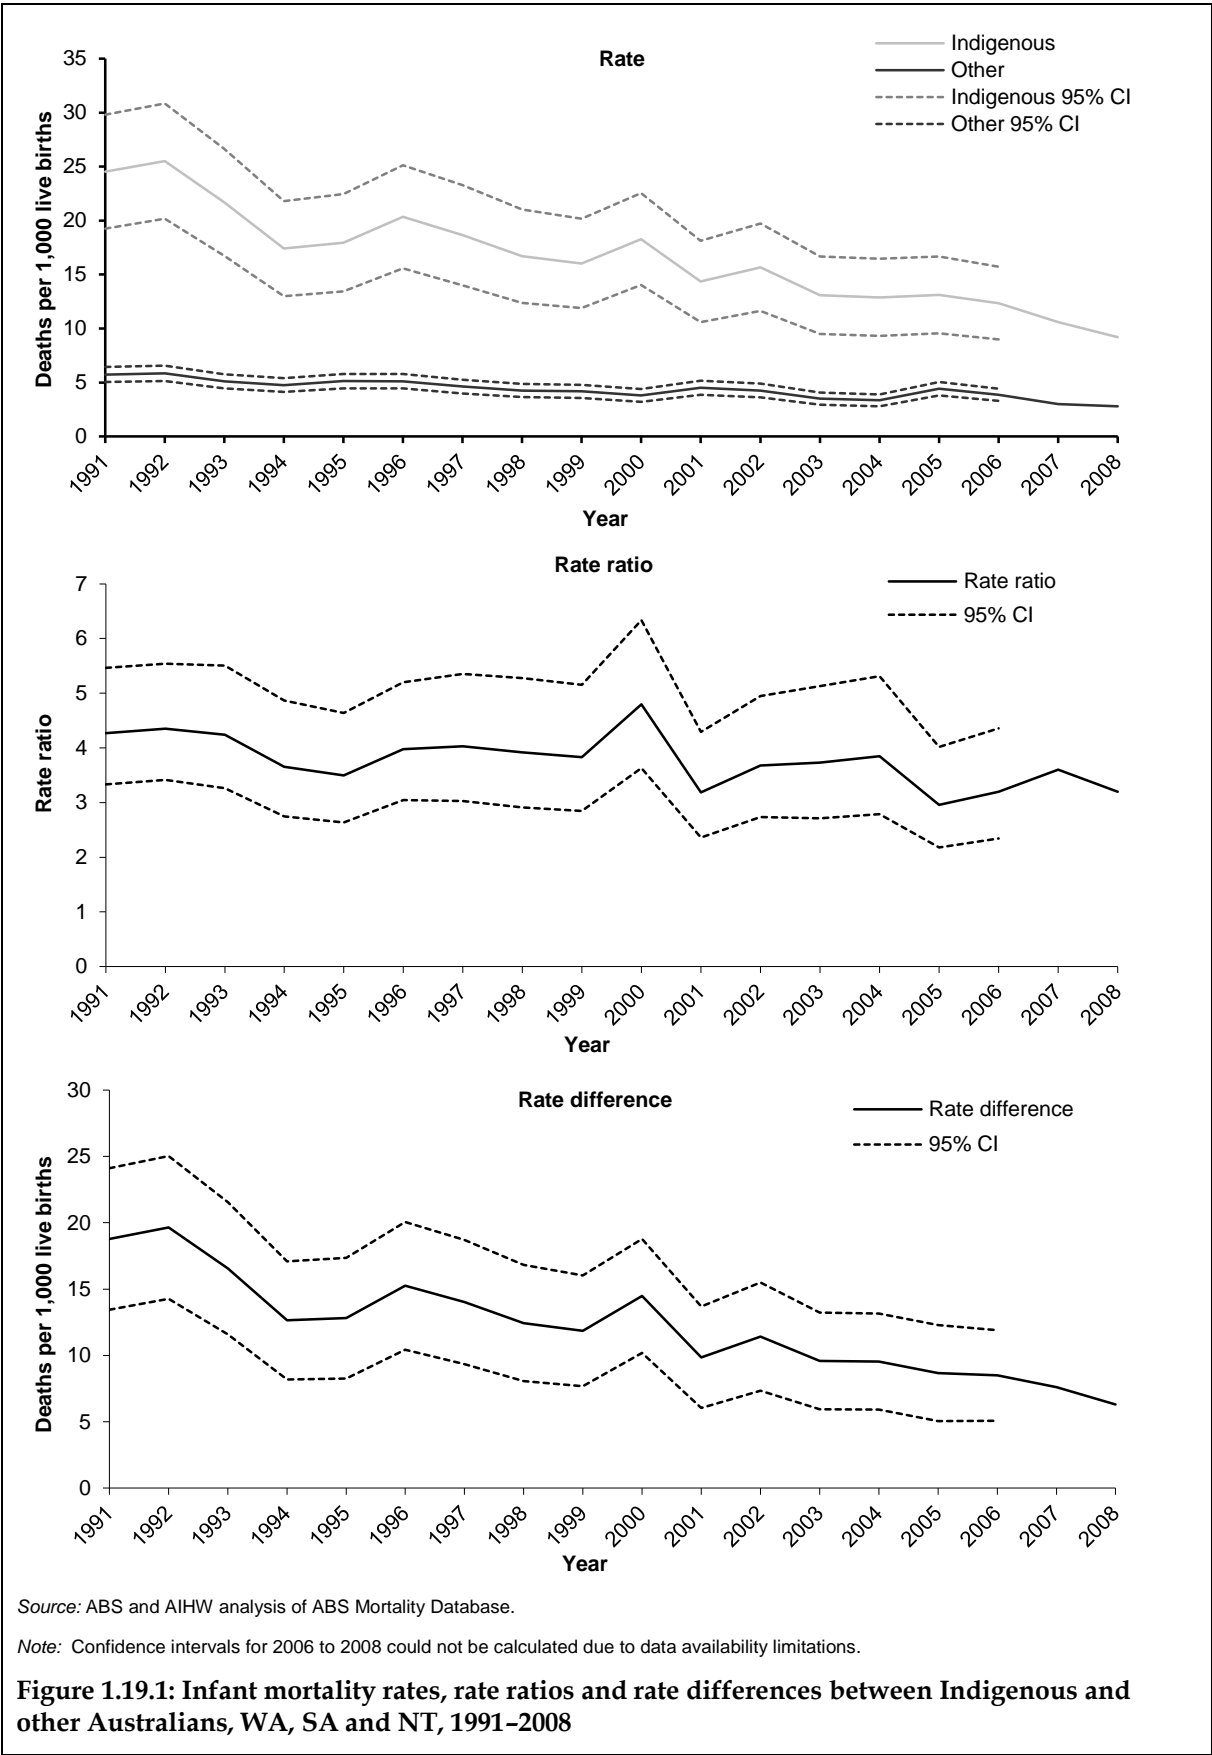 Rate
Indigenous
Other
Indigenous 95% CI
Other 95% CI
Deaths per 1,000 live births
35
30
25
20
15
10
5
0
1991 1992 1993 1994 1995 1996 1997 1998 1999 2000 2001 2002 2003 2004 2005 2006 2007 2008
Year
Rate ratio
Rate ratio
95% CI
Rate ratio
7
6
5
4
3
2
1
0
1991 1992 1993 1994 1995 1996 1997 1998 1999 2000 2001 2002 2003 2004 2005 2006 2007 2008
Year
Rate difference
Rate difference
95% CI
Deaths per 1,000 live births
30
25
20
15
10
5
0
1991 1992 1993 1994 1995 1996 1997 1998 1999 2000 2001 2002 2003 2004 2005 2006 2007 2008
Year
Source: ABS and AIHW analysis of ABS Mortality Database.
Note: Confidence intervals for 2006 to 2008 could not be calculated due to data availability limitations.
Figure 1.19.1: Infant mortality rates, rate ratios and rate differences between Indigenous and
other Australians, WA, SA and NT, 1991–2008